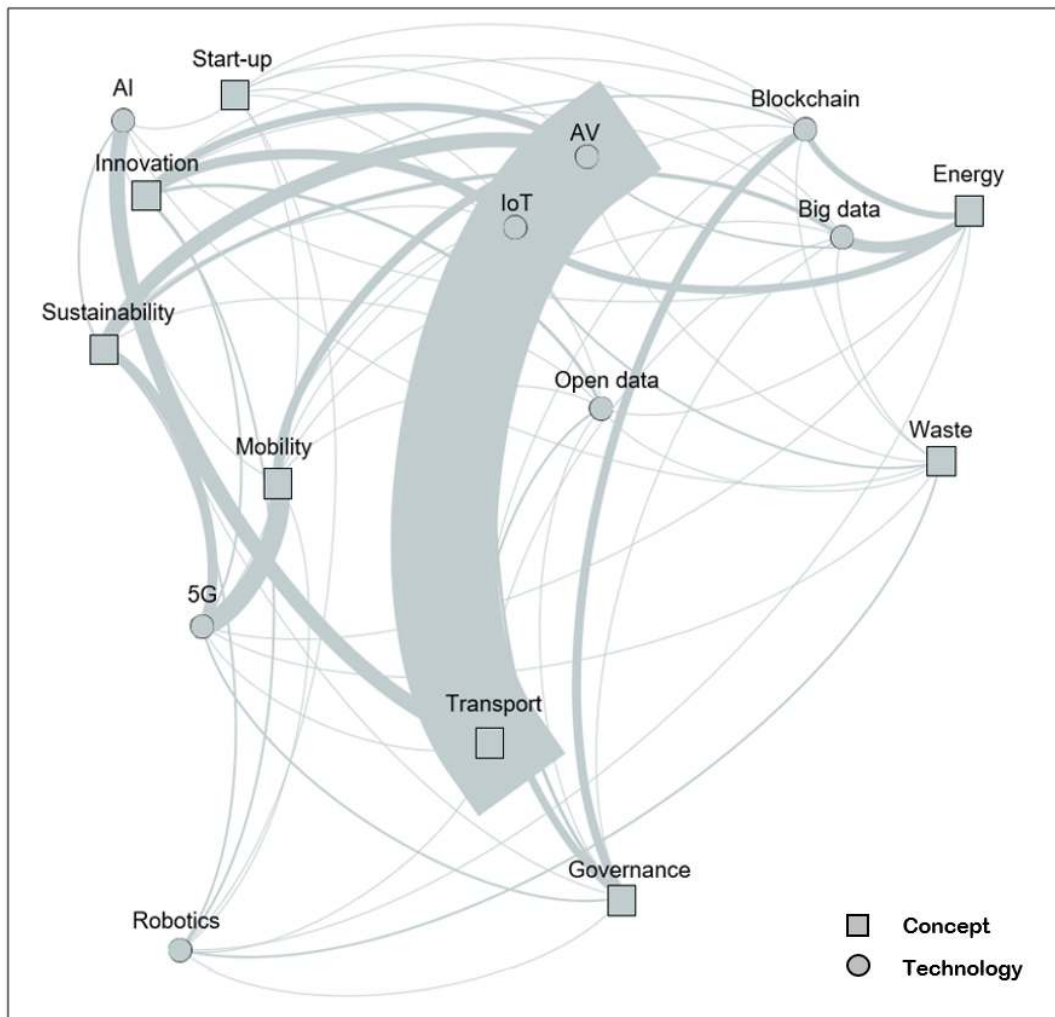 Start-up
AI
Blockchain
AV
Innovation
Energy
IoT
Big data
Sustainability
Open data
Waste
Mobility
5G
Transport
Governance
Robotics
Concept
Technology